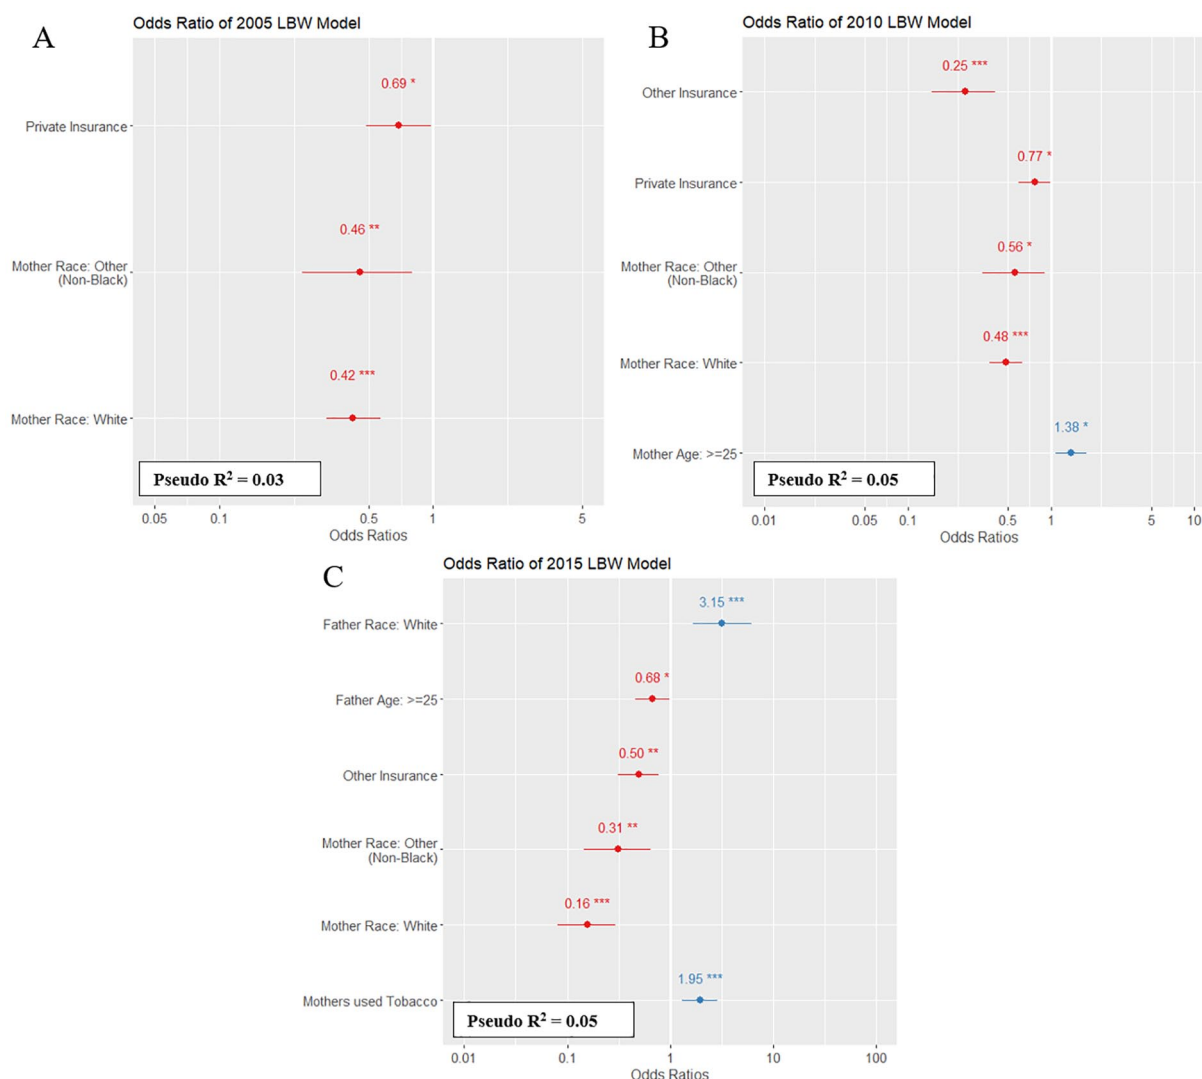 A
Odds Ratio of 2005 LBW Model
0.69 *
Private Insurance
0.46 **
Mother Race: Other
(Non-Black)
0.42 ***
Mother Race: White
Pseudo R² = 0.03
0.05 0.1 0.5 1 5
Odds Ratios
B
Odds Ratio of 2010 LBW Model
0.25 ***
Other Insurance
0.77 *
Private Insurance
0.56 *
Mother Race: Other
(Non-Black)
0.48 ***
Mother Race: White
1.38 *
Mother Age: >=25
Pseudo R² = 0.05
0.01 0.05 0.1 0.5 1 5 10
Odds Ratios
C
Odds Ratio of 2015 LBW Model
3.15 ***
Father Race: White
0.68 *
Father Age: >=25
0.50 **
Other Insurance
0.31 **
Mother Race: Other
(Non-Black)
0.16 ***
Mother Race: White
1.95 ***
Mothers used Tobacco
Pseudo R² = 0.05
0.01 0.1 1 10 100
Odds Ratios